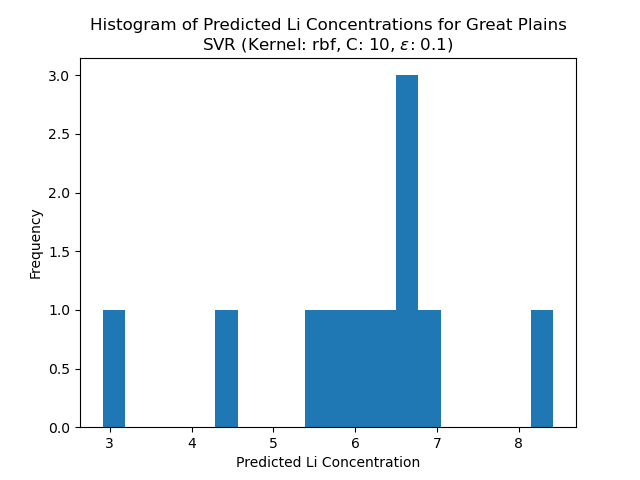 Histogram of Predicted Li Concentrations for Great Plains
SVR (Kernel: rbf, C: 10, ε: 0.1)
3.0
2.5
2.0
1.5
1.0
0.5
0.0
Frequency
3 4 5 6 7 8
Predicted Li Concentration